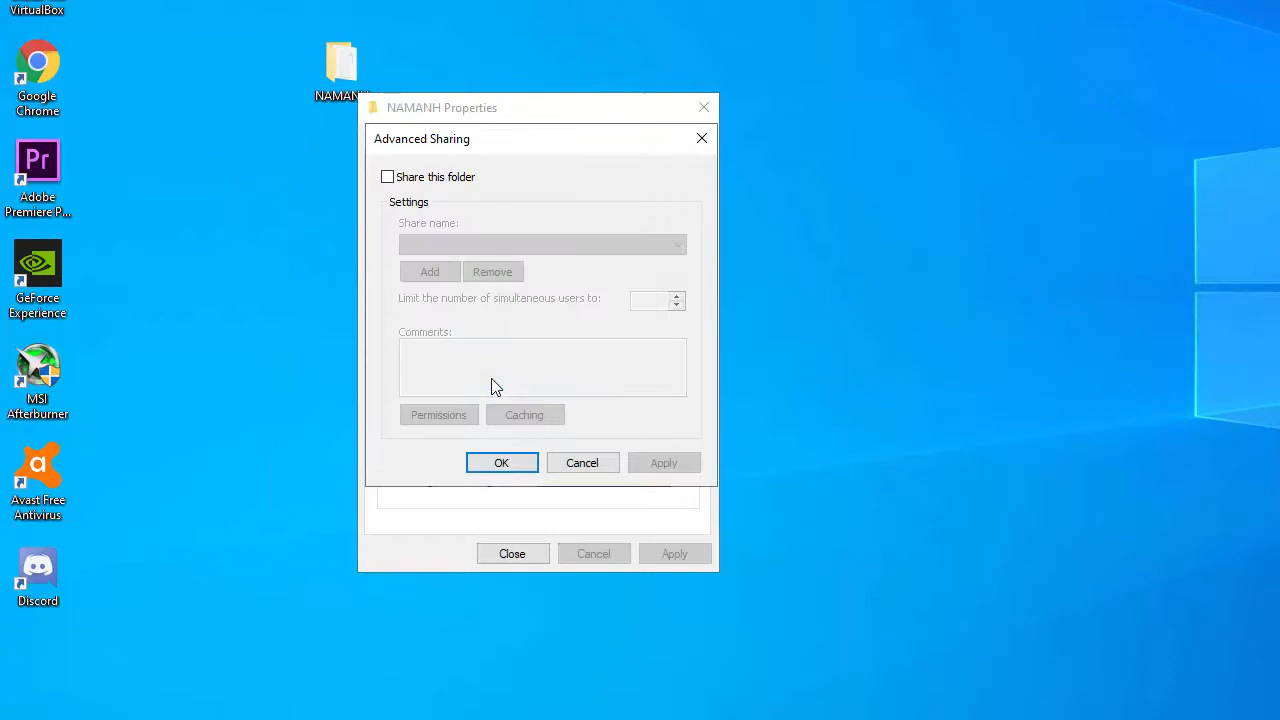 VirtualBox
Google
Chrome
Adobe
Premiere P...
GeForce
Experience
MSI
Afterburner
Avast Free
Antivirus
Discord
NAMANH Properties
Advanced Sharing
Share this folder
Settings
Share name:
Add
Remove
Limit the number of simultaneous users to:
Comments:
Permissions
Caching
OK
Cancel
Apply
Close
Cancel
Apply